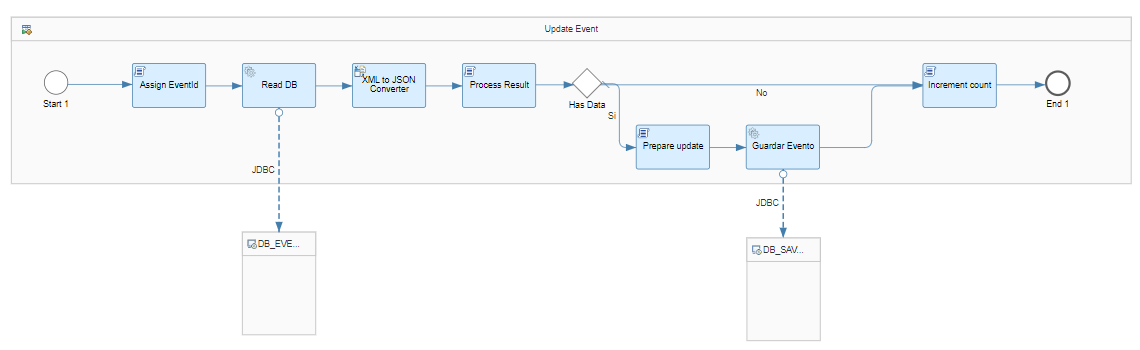 Update Event
Start 1
Assign EventId
Read DB
XML to JSON
Converter
Process Result
Has Data
No
Si
Increment count
End 1
Prepare update
Guardar Evento
JDBC
JDBC
DB_EVE...
DB_SAV...